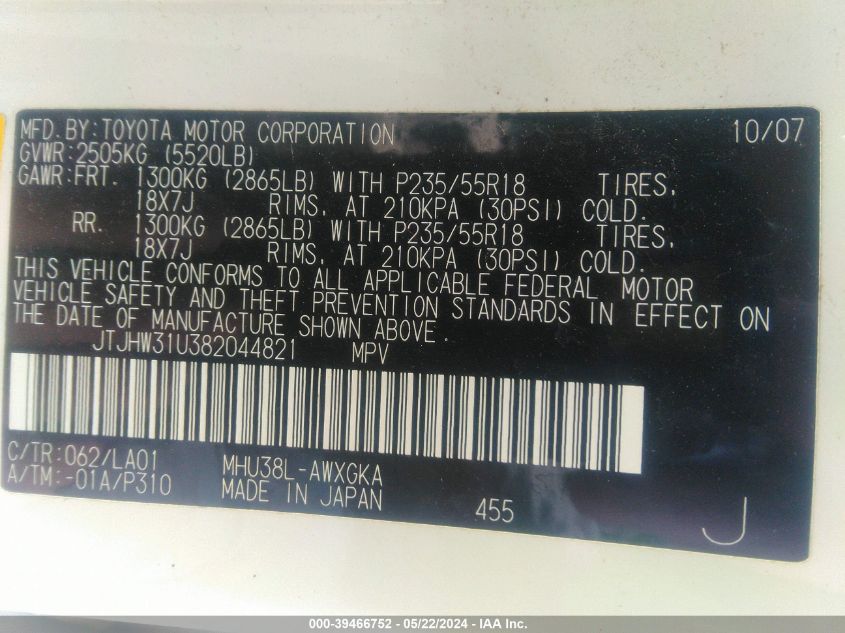 MFD. BY: TOYOTA MOTOR CORPORATION 10/07
GVWR: 2505KG (5520LB)
GAWR: FRT. 1300KG (2865LB) WITH P235/55R18 TIRES,
18X7J RIMS, AT 210KPA (30PSI) COLD.
RR. 1300KG (2865LB) WITH P235/55R18 TIRES,
18X7J RIMS, AT 210KPA (30PSI) COLD.
THIS VEHICLE CONFORMS TO ALL APPLICABLE FEDERAL MOTOR
VEHICLE SAFETY AND THEFT PREVENTION STANDARDS IN EFFECT ON
THE DATE OF MANUFACTURE SHOWN ABOVE.
JTJHW31U382044821 MPV
C/TR: 062/LA01 MHU38L-AWXGKA
A/TM: -01A/P310 MADE IN JAPAN 455 J
000-39466752 - 05/22/2024 - IAA Inc.